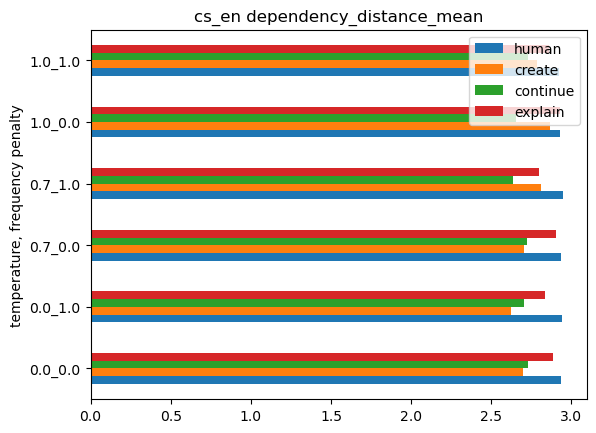 cs_en dependency_distance_mean
temperature, frequency penalty
1.0_1.0
1.0_0.0
0.7_1.0
0.7_0.0
0.0_1.0
0.0_0.0
human
create
continue
explain
0.0 0.5 1.0 1.5 2.0 2.5 3.0